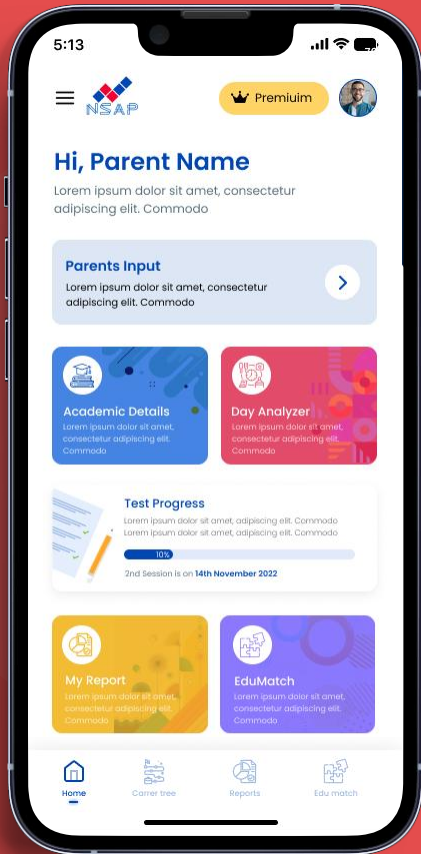 5:13
NSAP
Premiuim
Hi, Parent Name
Lorem ipsum dolor sit amet, consectetur
adipiscing elit. Commodo
Parents Input
Lorem ipsum dolor sit amet, consectetur
adipiscing elit. Commodo
Academic Details
Lorem ipsum dolor sit amet,
consectetur adipiscing elit.
Commodo
Day Analyzer
Lorem ipsum dolor sit amet,
consectetur adipiscing elit.
Commodo
Test Progress
Lorem ipsum dolor sit amet, adipiscing elit. Commodo
Lorem ipsum dolor sit amet, adipiscing elit. Commodo
10%
2nd Session is on 14th November 2022
My Report
Lorem ipsum dolor sit amet,
consectetur adipiscing elit.
Commodo
EduMatch
Lorem ipsum dolor sit amet,
consectetur adipiscing elit.
Commodo
Home
Carrer tree
Reports
Edu match